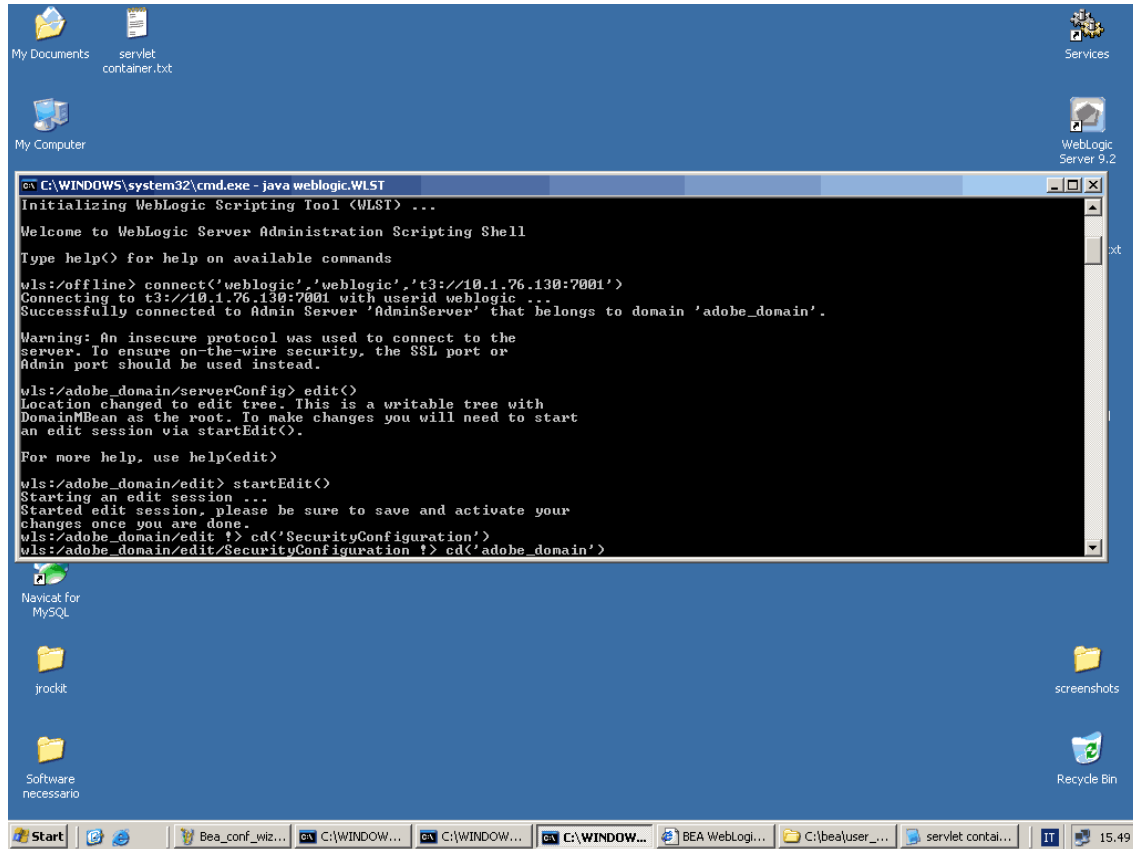 My Documents
servlet
container.txt
Services
My Computer
WebLogic
Server 9.2
C:\WINDOWS\system32\cmd.exe - java weblogic.WLST
Initializing WebLogic Scripting Tool (WLST) ...
Welcome to WebLogic Server Administration Scripting Shell
Type help() for help on available commands
wls:/offline> connect('weblogic','weblogic','t3://10.1.76.130:7001')
Connecting to t3://10.1.76.130:7001 with userid weblogic ...
Successfully connected to Admin Server 'AdminServer' that belongs to domain 'adobe_domain'.
Warning: An insecure protocol was used to connect to the
server. To ensure on-the-wire security, the SSL port or
Admin port should be used instead.
wls:/adobe_domain/serverConfig> edit()
Location changed to edit tree. This is a writable tree with
DomainMBean as the root. To make changes you will need to start
an edit session via startEdit().
For more help, use help(edit)
wls:/adobe_domain/edit> startEdit()
Starting an edit session ...
Started edit session, please be sure to save and activate your
changes once you are done.
wls:/adobe_domain/edit !> cd('SecurityConfiguration')
wls:/adobe_domain/edit/SecurityConfiguration !> cd('adobe_domain')
xt
Navicat for
MySQL
jrockit
screenshots
Software
necessario
Recycle Bin
Start
Bea_conf_wiz...
C:\WINDOW...
C:\WINDOW...
C:\WINDOW...
BEA WebLogi...
C:\bea\user_...
servlet contai...
IT
15.49